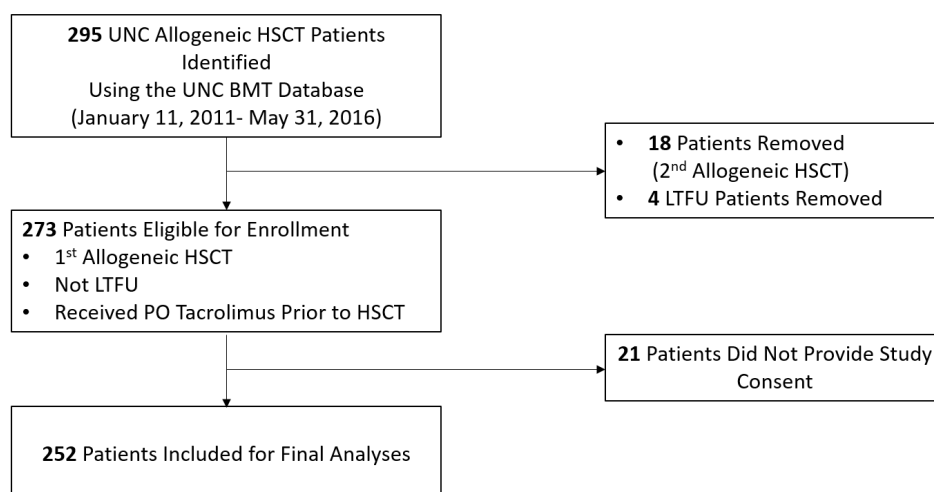 295 UNC Allogeneic HSCT Patients
Identified
Using the UNC BMT Database
(January 11, 2011- May 31, 2016)
• 18 Patients Removed
(2nd Allogeneic HSCT)
• 4 LTFU Patients Removed
273 Patients Eligible for Enrollment
• 1st Allogeneic HSCT
• Not LTFU
• Received PO Tacrolimus Prior to HSCT
21 Patients Did Not Provide Study
Consent
252 Patients Included for Final Analyses